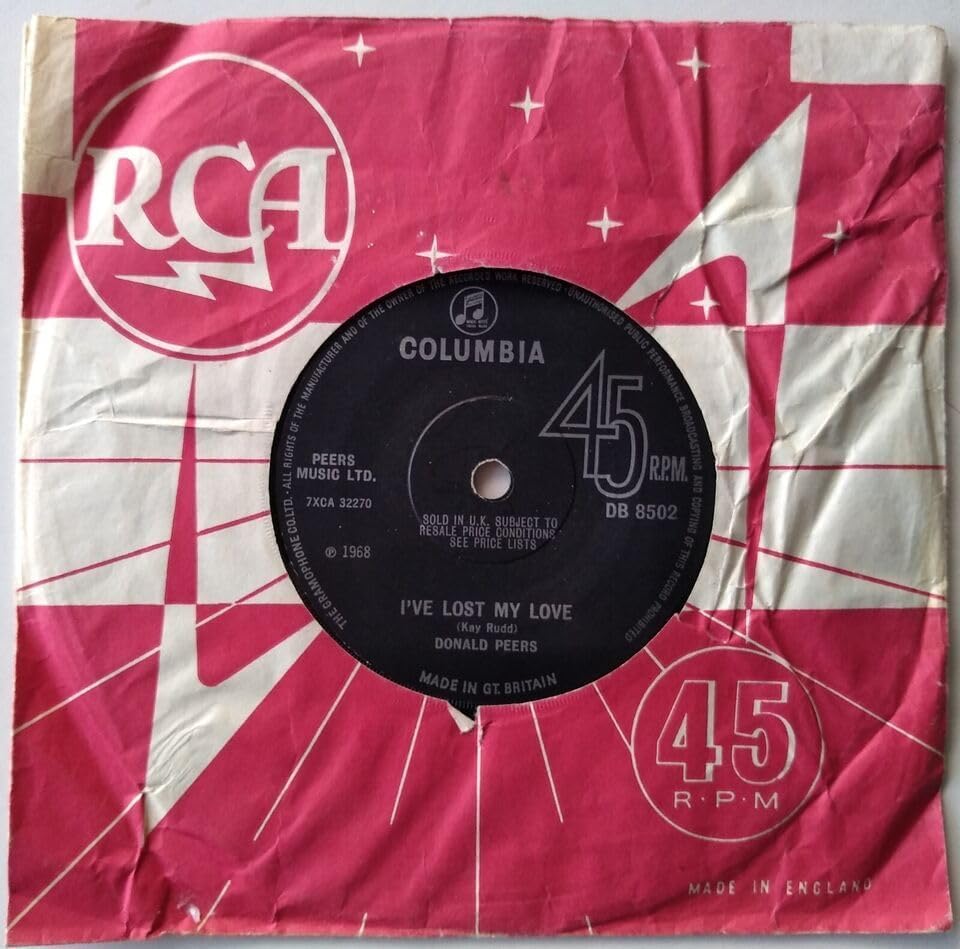 RCA
THE GRAMOPHONE CO. LTD. · ALL RIGHTS OF THE MANUFACTURER AND OF THE OWNER OF THE RECORDED WORK RESERVED · UNAUTHORISED PUBLIC PERFORMANCE BROADCASTING AND COPYING OF THIS RECORD PROHIBITED
COLUMBIA
45
R.P.M.
PEERS
MUSIC LTD.
7XCA 32270
DB 8502
SOLD IN U.K. SUBJECT TO
RESALE PRICE CONDITIONS
SEE PRICE LISTS
℗ 1968
I'VE LOST MY LOVE
(Kay Rudd)
DONALD PEERS
MADE IN GT. BRITAIN
45
R·P·M
MADE IN ENGLAND